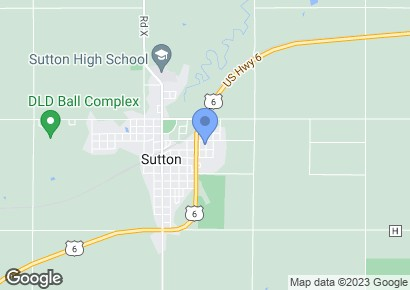 Rd X
Sutton High School
US Hwy 6
6
DLD Ball Complex
Sutton
6
6
H
Google
Map data ©2023 Google